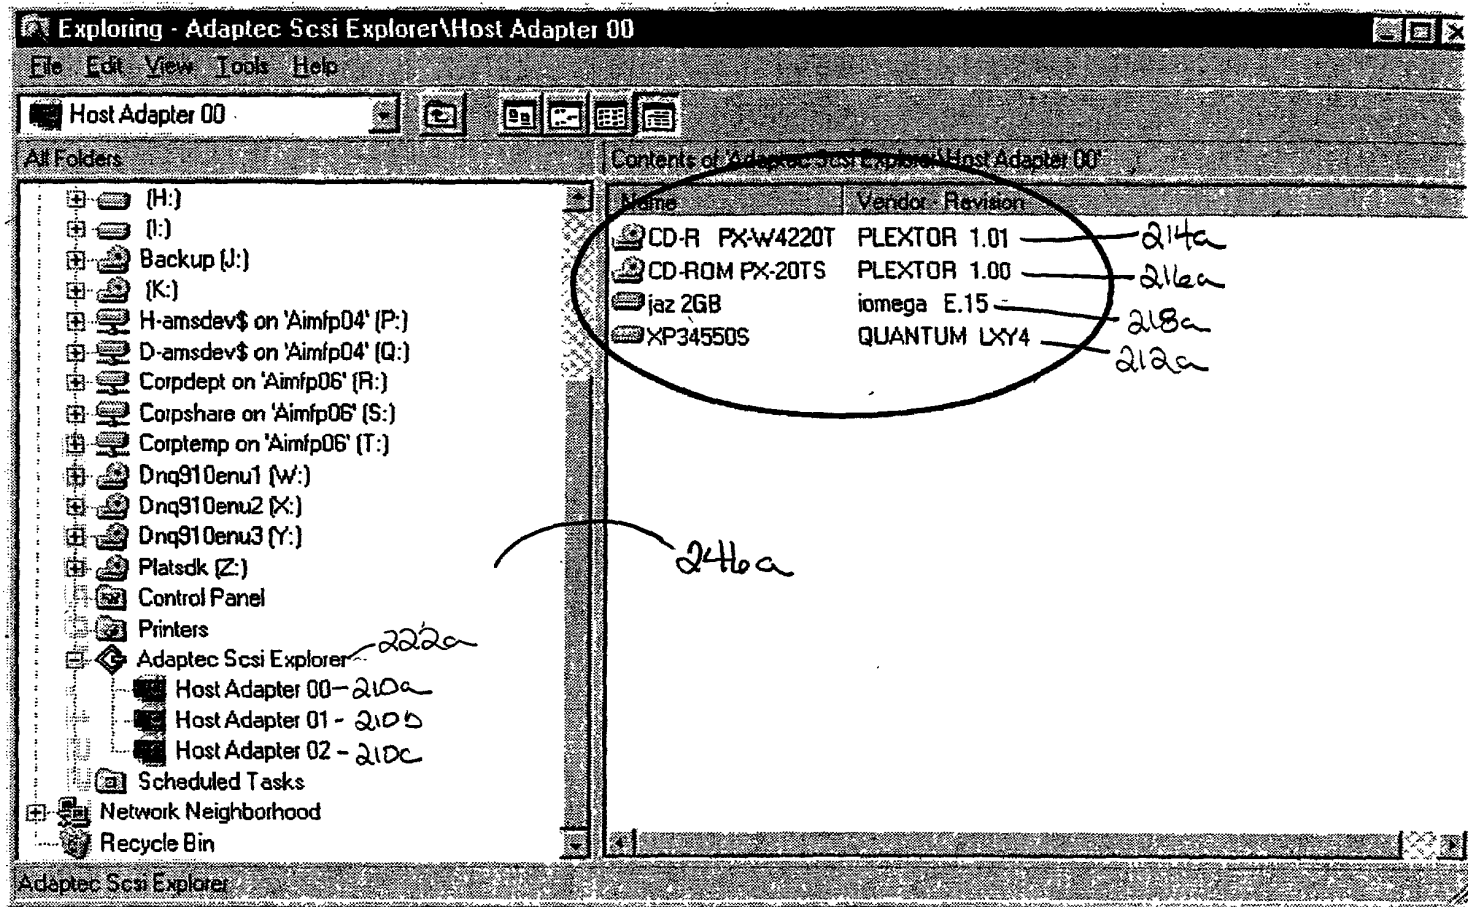 Exploring - Adaptec Scsi Explorer\Host Adapter 00
File Edit View Tools Help
Host Adapter 00
All Folders
Contents of 'Adaptec Scsi Explorer\Host Adapter 00'
(H:)
(I:)
Backup (J:)
(K:)
H-amsdev$ on 'Aimfp04' (P:)
D-amsdev$ on 'Aimfp04' (Q:)
Corpdept on 'Aimfp06' (R:)
Corpshare on 'Aimfp06' (S:)
Corptemp on 'Aimfp06' (T:)
Dnq910enu1 (W:)
Dnq910enu2 (X:)
Dnq910enu3 (Y:)
Platsdk (Z:)
Control Panel
Printers
Adaptec Scsi Explorer 222a
Host Adapter 00 - 210a
Host Adapter 01 - 210b
Host Adapter 02 - 210c
Scheduled Tasks
Network Neighborhood
Recycle Bin
Name Vendor - Revision
CD-R PX-W4220T PLEXTOR 1.01 214a
CD-ROM PX-20TS PLEXTOR 1.00 216a
jaz 2GB iomega E.15 218a
XP34550S QUANTUM LXY4 212a
246a
Adaptec Scsi Explorer